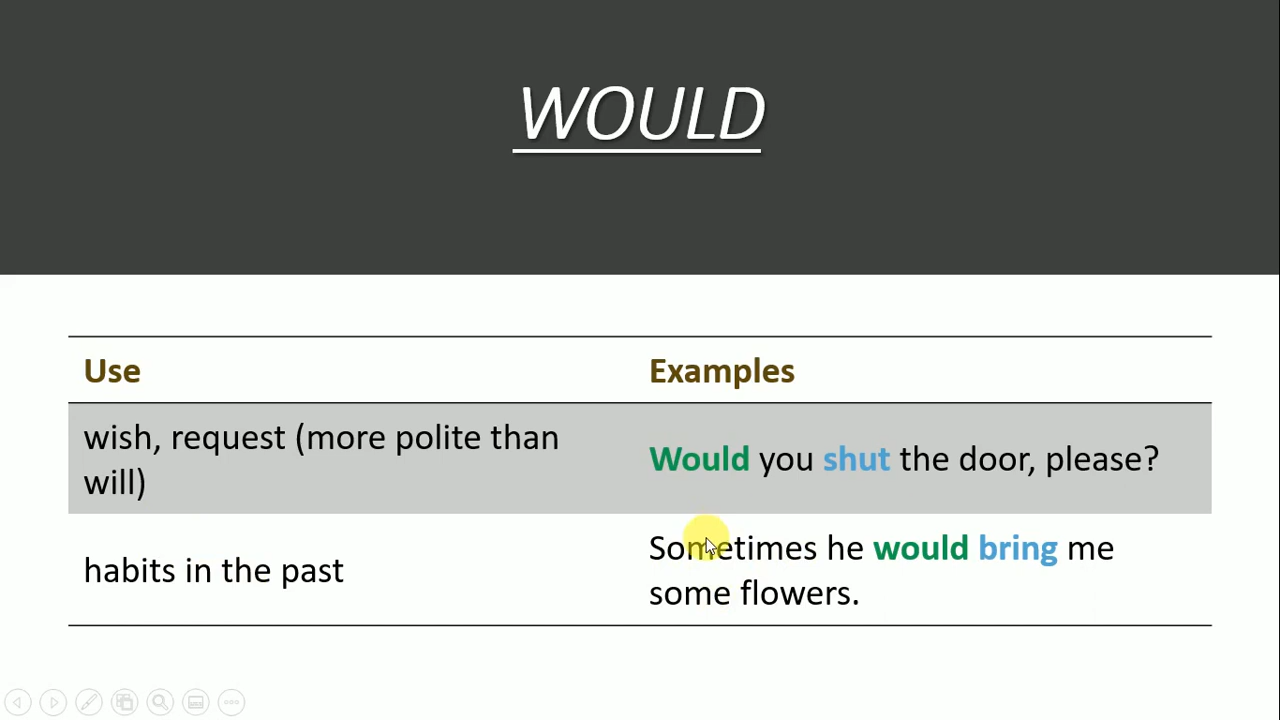 WOULD
Use
Examples
wish, request (more polite than
will)
Would you shut the door, please?
habits in the past
Sometimes he would bring me
some flowers.